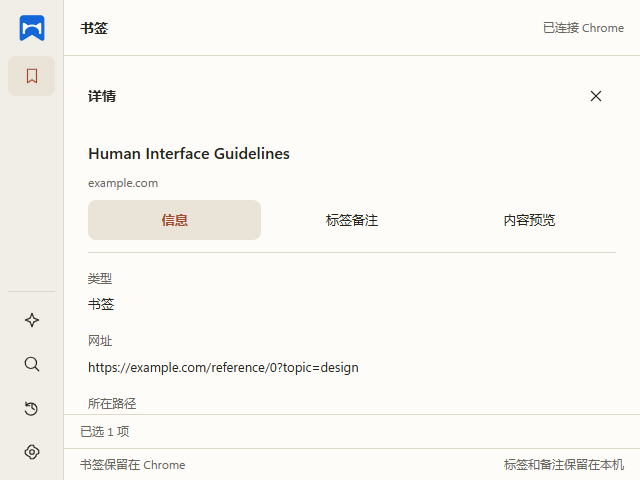 书签
已连接 Chrome
详情
Human Interface Guidelines
example.com
信息
标签备注
内容预览
类型
书签
网址
https://example.com/reference/0?topic=design
所在路径
已选 1 项
书签保留在 Chrome
标签和备注保留在本机